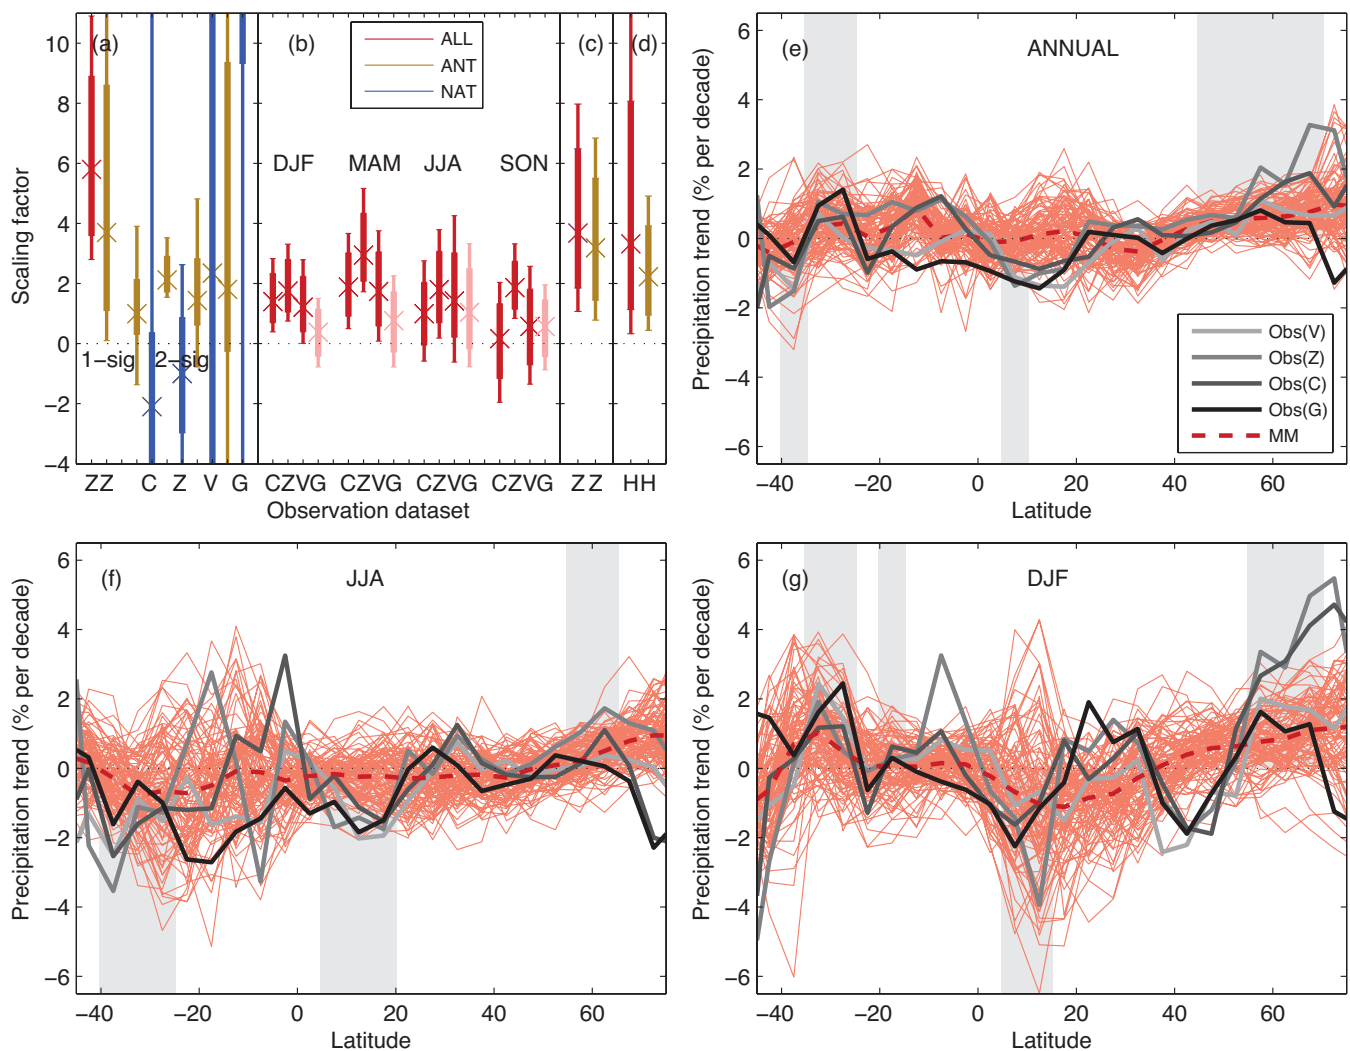 (a)
(b)
(c)
(d)
ALL
ANT
NAT
DJF
MAM
JJA
SON
1−sig
2−sig
10
8
6
4
2
0
−2
−4
Scaling factor
ZZ
C
Z
V
G
CZVG
CZVG
CZVG
CZVG
ZZ
HH
Observation dataset
(e)
ANNUAL
6
4
2
0
−2
−4
−6
Precipitation trend (% per decade)
Obs(V)
Obs(Z)
Obs(C)
Obs(G)
MM
−40
−20
0
20
40
60
Latitude
(f)
JJA
6
4
2
0
−2
−4
−6
Precipitation trend (% per decade)
−40
−20
0
20
40
60
Latitude
(g)
DJF
6
4
2
0
−2
−4
−6
Precipitation trend (% per decade)
−40
−20
0
20
40
60
Latitude